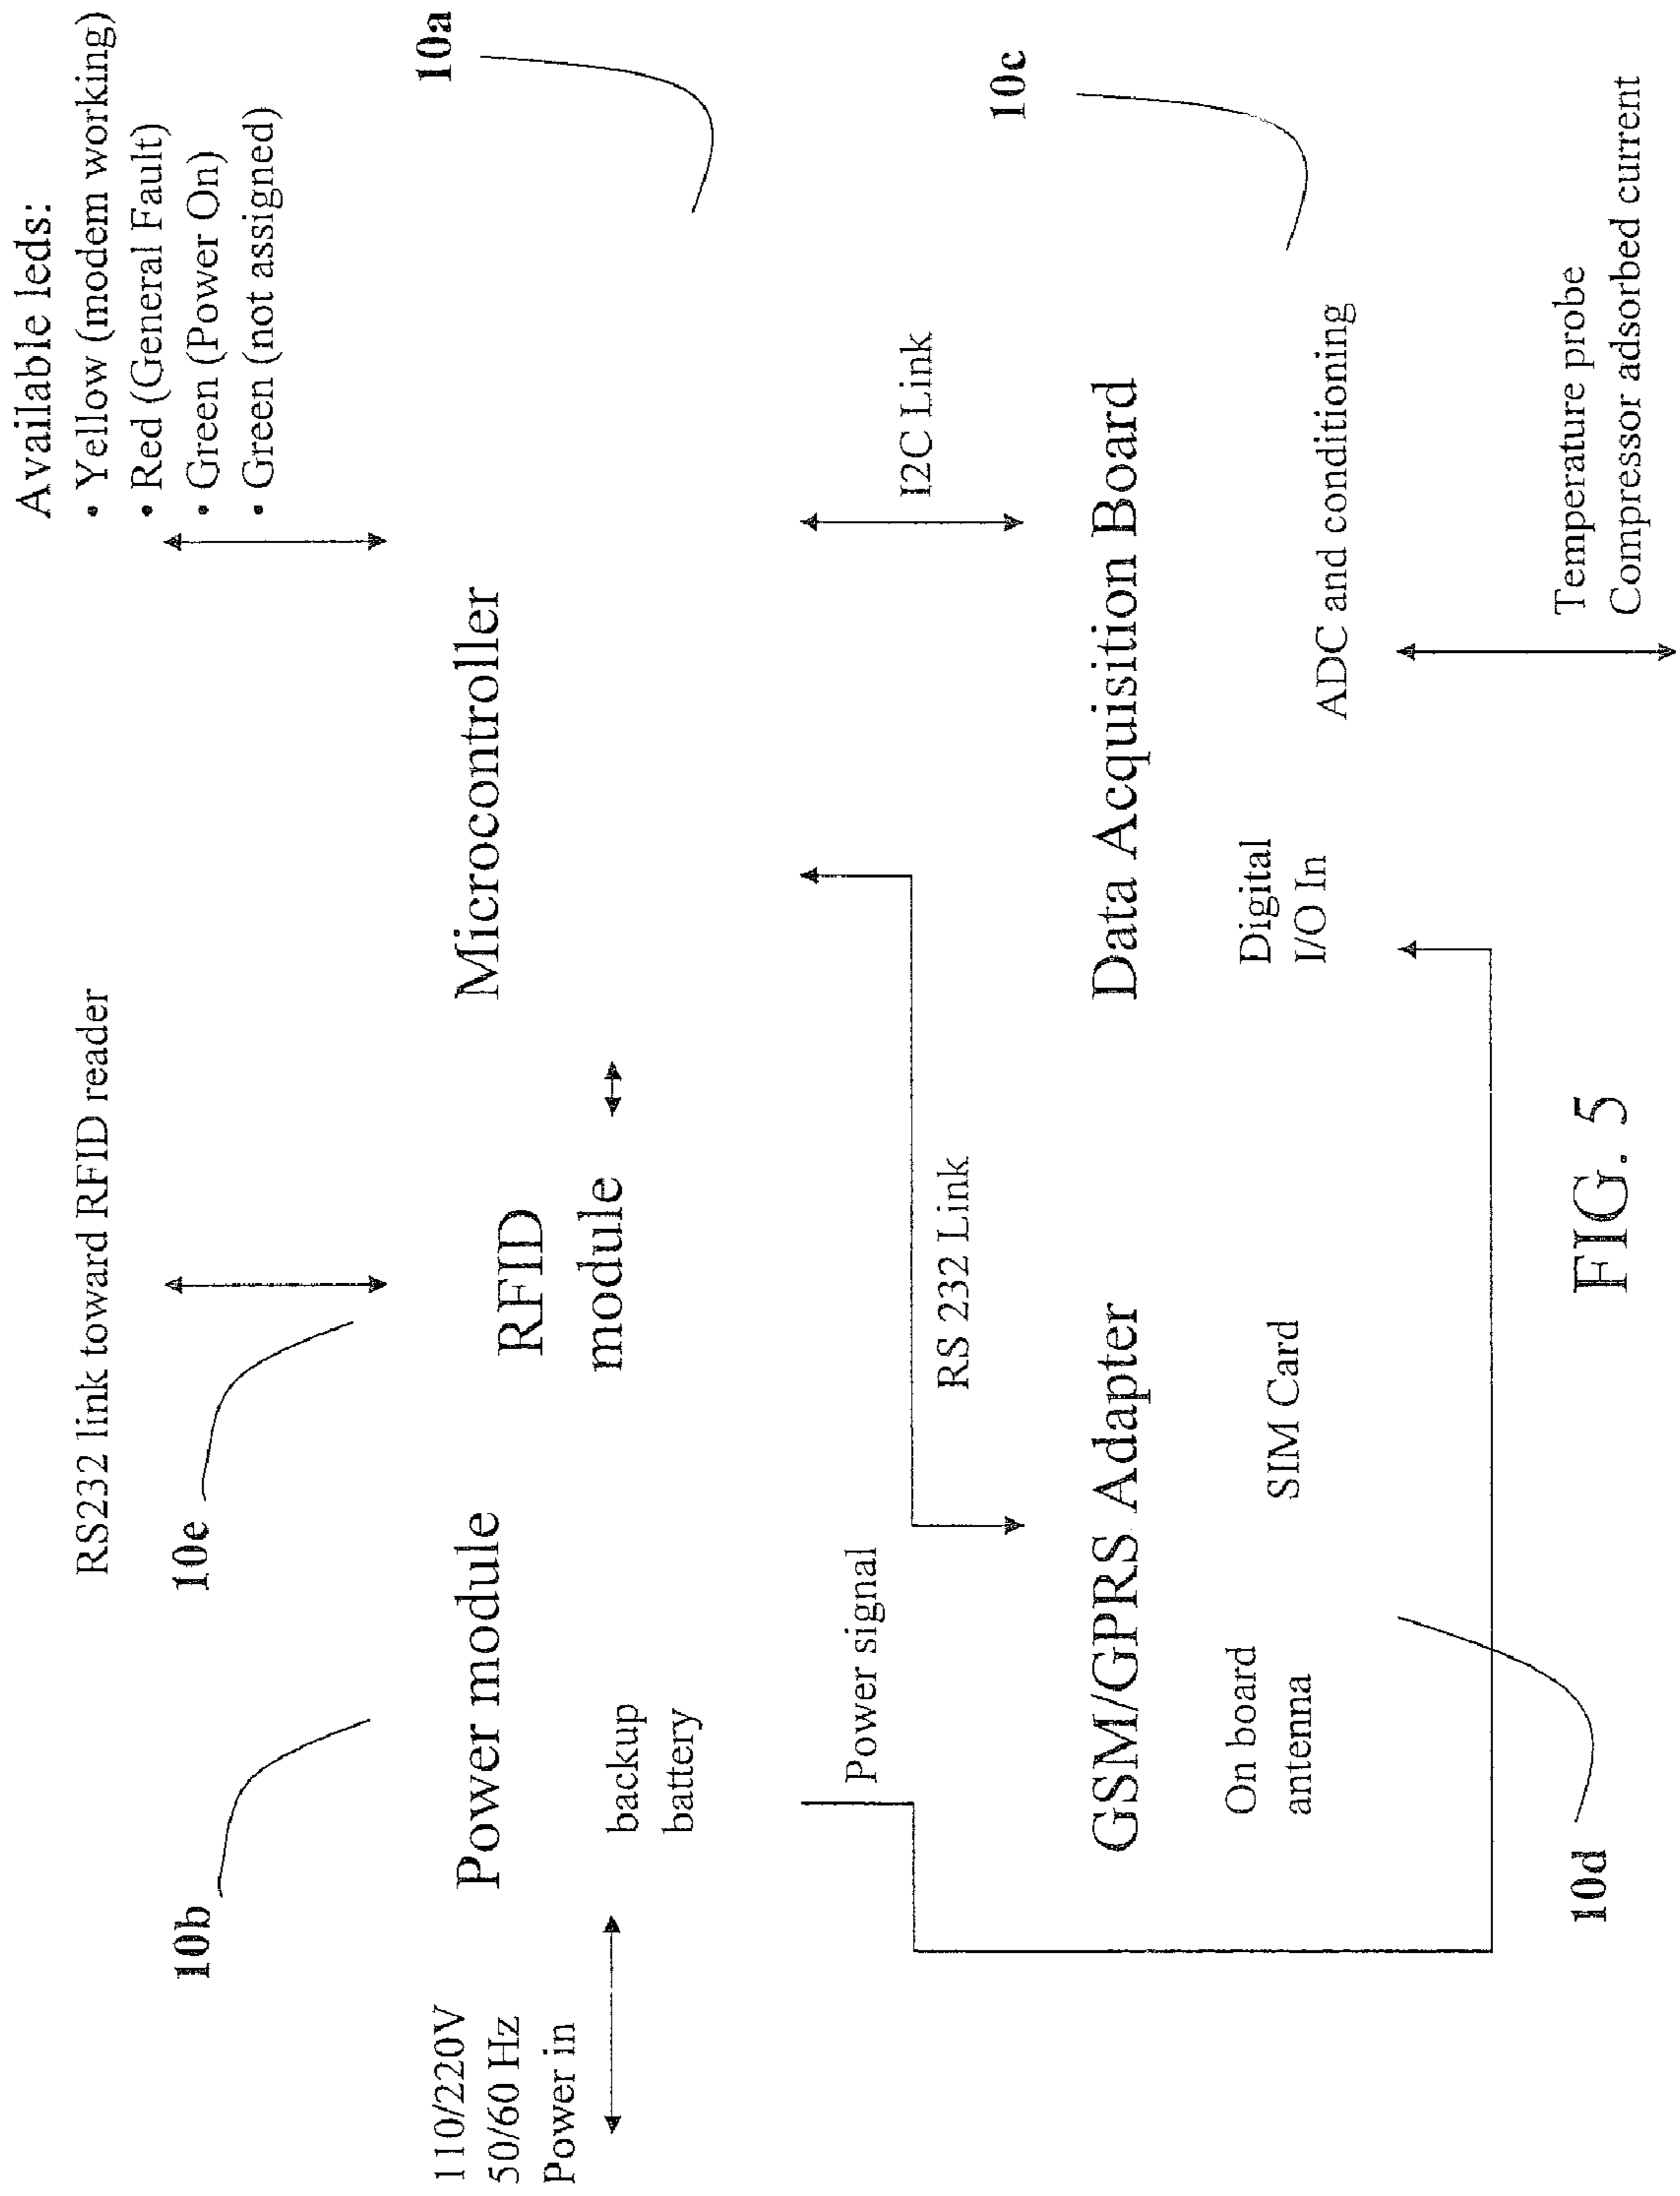 Available leds:
• Yellow (modem working)
• Red (General Fault)
• Green (Power On)
• Green (not assigned)
RS232 link toward RFID reader
10e
10b
10a
110/220V
50/60 Hz
Power in
Power module
backup
battery
RFID
module
Microcontroller
Power signal
RS 232 Link
I2C Link
10c
GSM/GPRS Adapter
On board
antenna
SIM Card
Data Acquisition Board
Digital
I/O In
ADC and conditioning
10d
Temperature probe
Compressor adsorbed current
FIG. 5